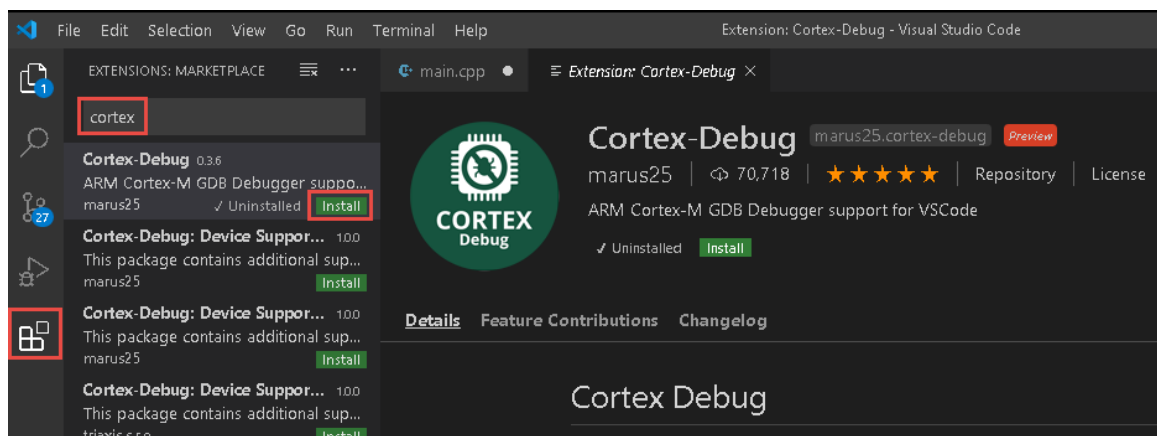 File Edit Selection View Go Run Terminal Help
Extension: Cortex-Debug - Visual Studio Code
1
27
EXTENSIONS: MARKETPLACE
cortex
Cortex-Debug 0.3.6
ARM Cortex-M GDB Debugger suppo...
marus25 ✓ Uninstalled Install
Cortex-Debug: Device Suppor... 1.0.0
This package contains additional sup...
marus25 Install
Cortex-Debug: Device Suppor... 1.0.0
This package contains additional sup...
marus25 Install
Cortex-Debug: Device Suppor... 1.0.0
This package contains additional sup...
triaxis s.r.o. Install
main.cpp
Extension: Cortex-Debug
CORTEX
Debug
Cortex-Debug marus25.cortex-debug Preview
marus25 70,718 ★★★★★ Repository License
ARM Cortex-M GDB Debugger support for VSCode
✓ Uninstalled Install
Details Feature Contributions Changelog
Cortex Debug